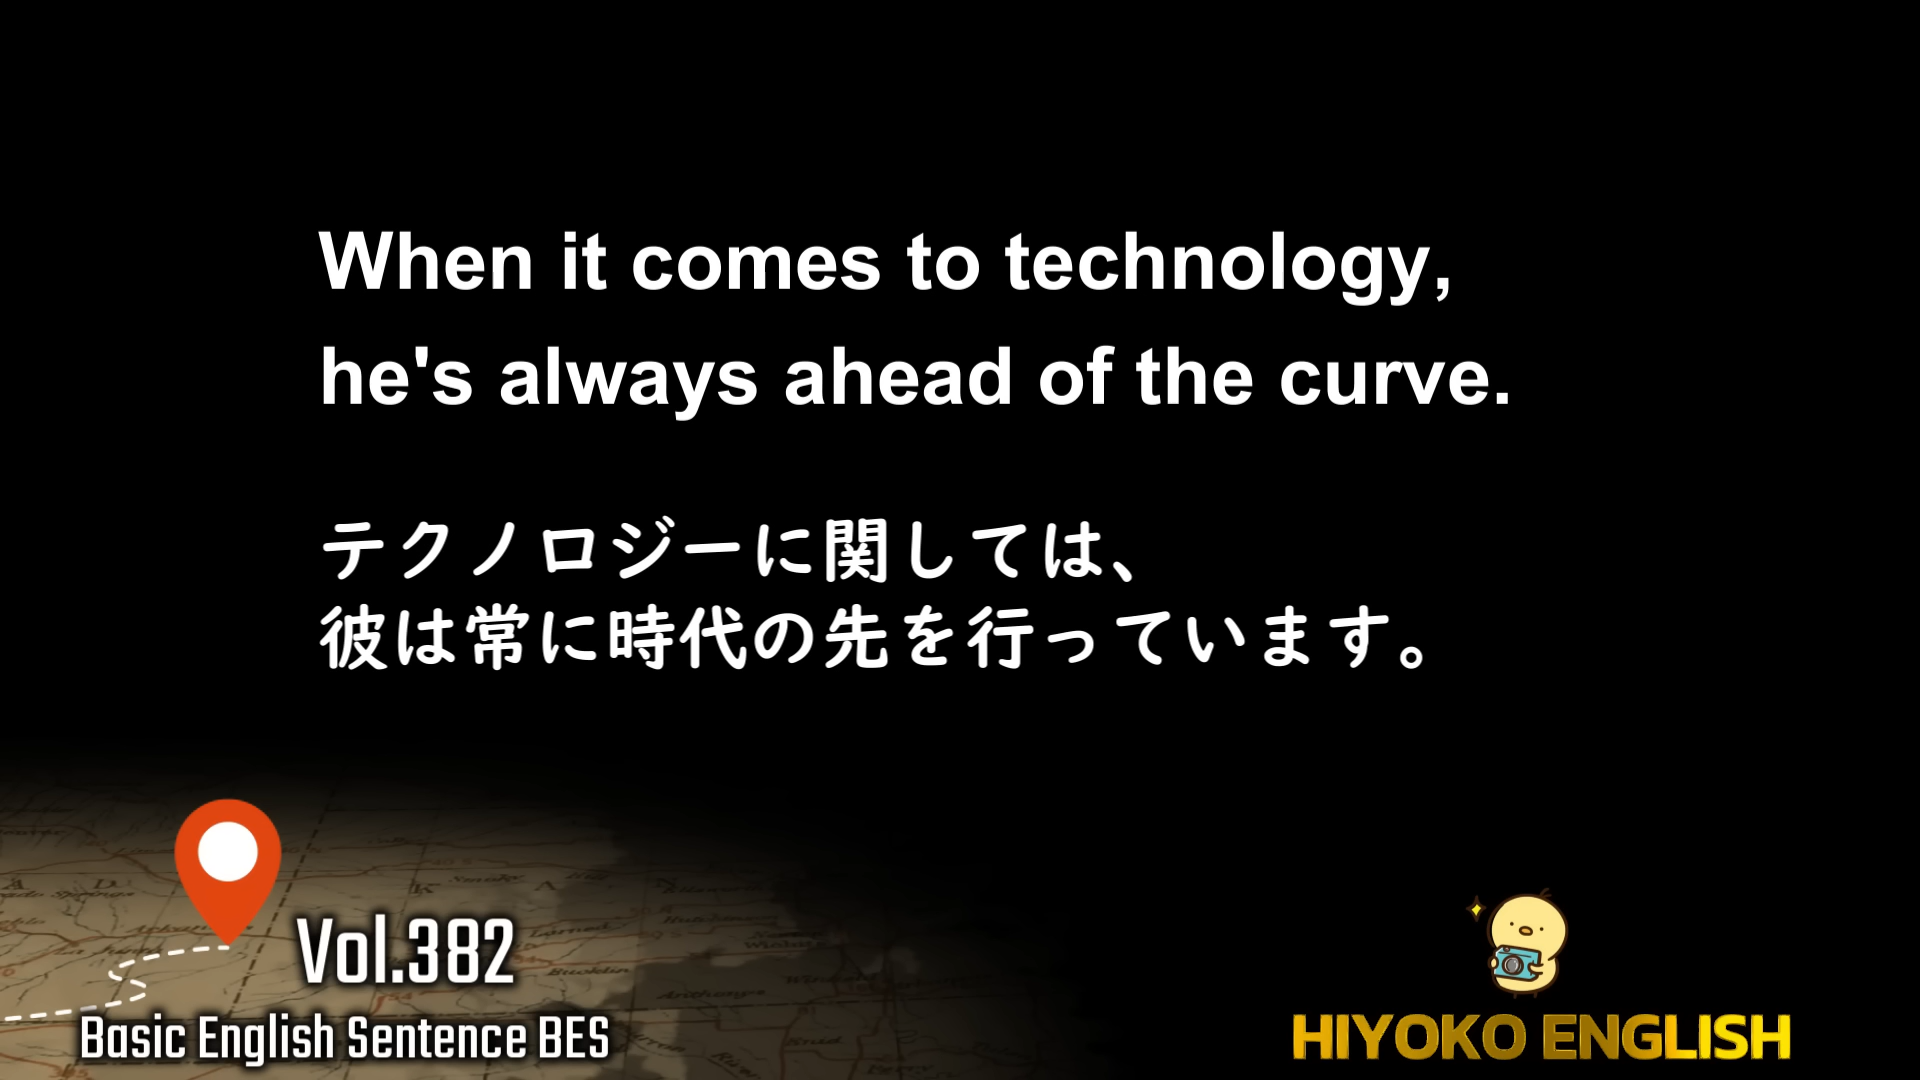 When it comes to technology,
he's always ahead of the curve.
テクノロジーに関しては、
彼は常に時代の先を行っています。
Vol.382
Basic English Sentence BES
HIYOKO ENGLISH